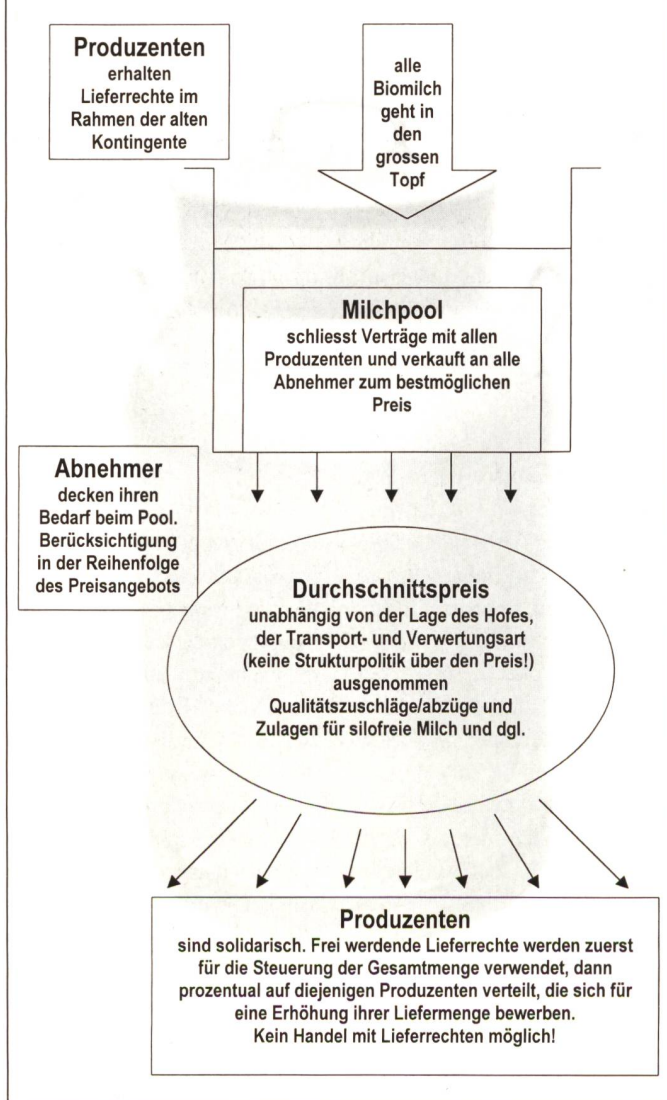 Produzenten
erhalten
Lieferrechte im
Rahmen der alten
Kontingente
alle
Biomilch
geht in
den
grossen
Topf
Milchpool
schliesst Verträge mit allen
Produzenten und verkauft an alle
Abnehmer zum bestmöglichen
Preis
Abnehmer
decken ihren
Bedarf beim Pool.
Berücksichtigung
in der Reihenfolge
des Preisangebots
Durchschnittspreis
unabhängig von der Lage des Hofes,
der Transport- und Verwertungsart
(keine Strukturpolitik über den Preis!)
ausgenommen
Qualitätszuschläge/abzüge und
Zulagen für silofreie Milch und dgl.
Produzenten
sind solidarisch. Frei werdende Lieferrechte werden zuerst
für die Steuerung der Gesamtmenge verwendet, dann
prozentual auf diejenigen Produzenten verteilt, die sich für
eine Erhöhung ihrer Liefermenge bewerben.
Kein Handel mit Lieferrechten möglich!